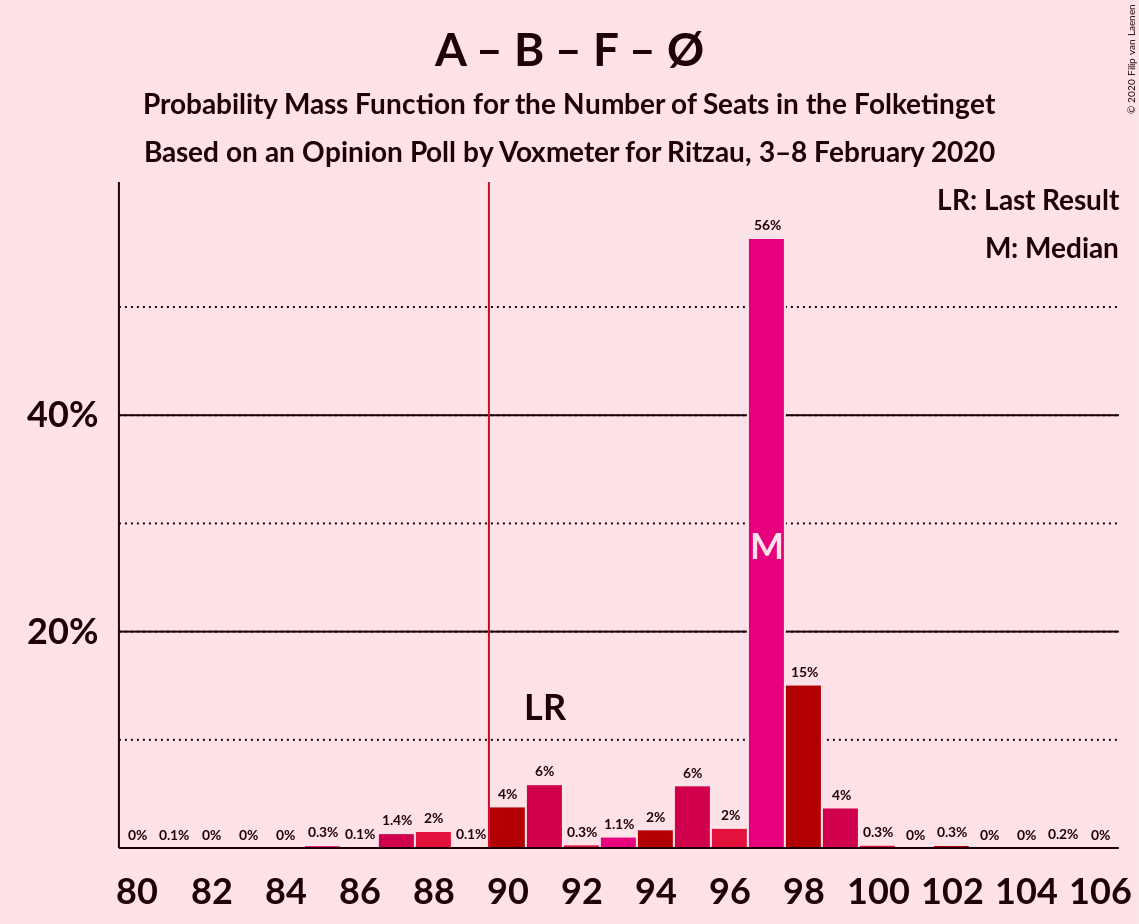 A – B – F – Ø
Probability Mass Function for the Number of Seats in the Folketinget
Based on an Opinion Poll by Voxmeter for Ritzau, 3–8 February 2020
© 2020 Filip van Laenen
LR: Last Result
M: Median
40%
20%
LR
M
0% 0.1% 0% 0% 0% 0.3% 0.1% 1.4% 2% 0.1% 4% 6% 0.3% 1.1% 2% 6% 2% 56% 15% 4% 0.3% 0% 0.3% 0% 0% 0.2% 0%
80 82 84 86 88 90 92 94 96 98 100 102 104 106